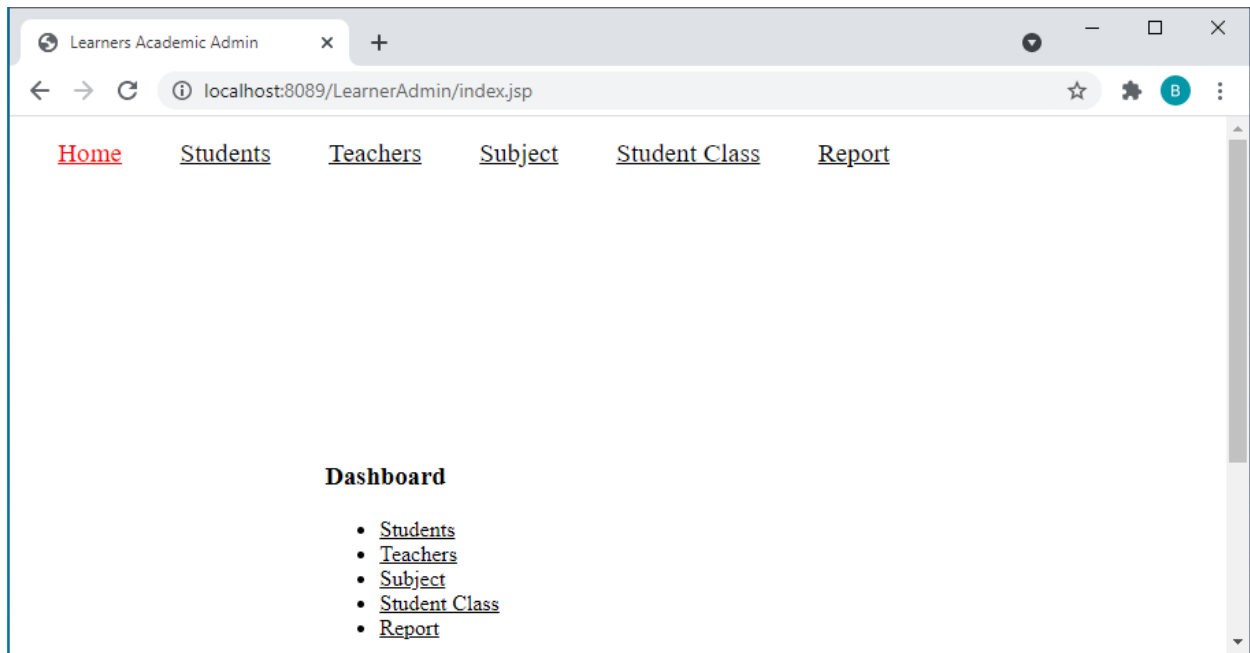 Learners Academic Admin
localhost:8089/LearnerAdmin/index.jsp
B
Home Students Teachers Subject Student Class Report
Dashboard
• Students
• Teachers
• Subject
• Student Class
• Report